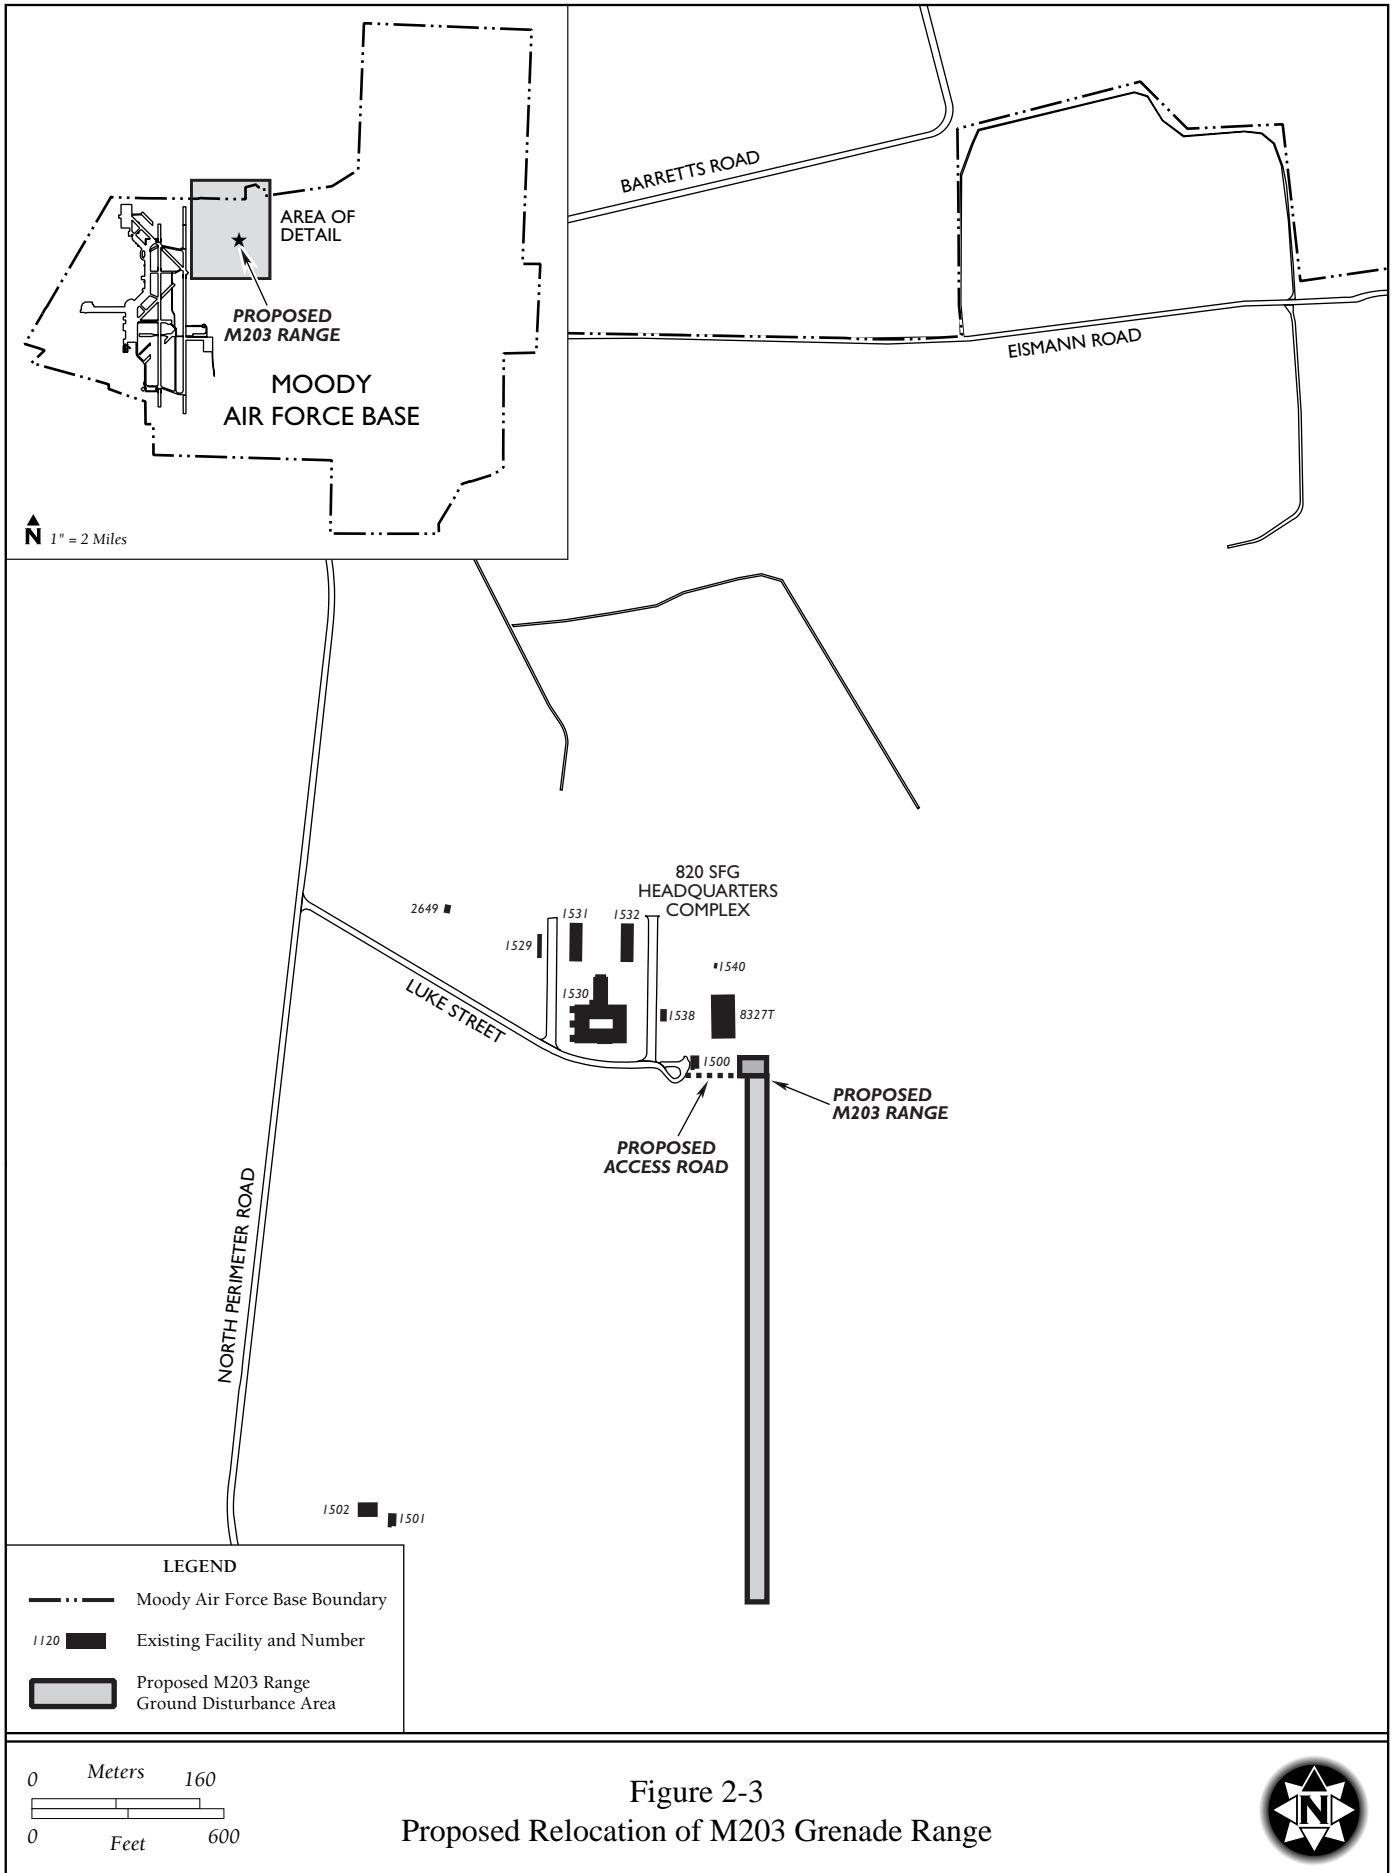 BARRETTS ROAD
AREA OF
DETAIL
PROPOSED
M203 RANGE
EISMANN ROAD
MOODY
AIR FORCE BASE
N 1" = 2 Miles
820 SFG
HEADQUARTERS
COMPLEX
2649
1531
1532
1529
1540
1530
LUKE STREET
1538
8327T
1500
PROPOSED
M203 RANGE
PROPOSED
ACCESS ROAD
NORTH PERIMETER ROAD
1502
1501
LEGEND
Moody Air Force Base Boundary
1120 Existing Facility and Number
Proposed M203 Range
Ground Disturbance Area
0 Meters 160
0 Feet 600
Figure 2-3
Proposed Relocation of M203 Grenade Range
N